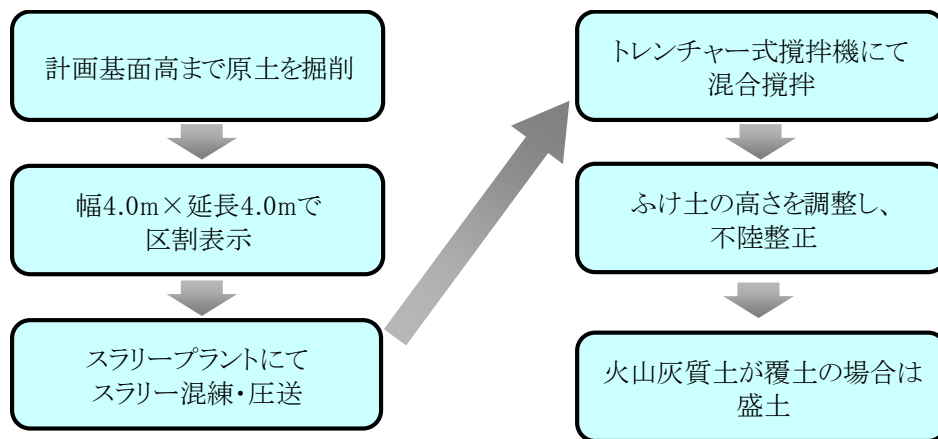 計画基面高まで原土を掘削
幅4.0m×延長4.0mで
区割表示
スラリープラントにて
スラリー混練・圧送
トレンチャー式撹拌機にて
混合撹拌
ふけ土の高さを調整し、
不陸整正
火山灰質土が覆土の場合は
盛土